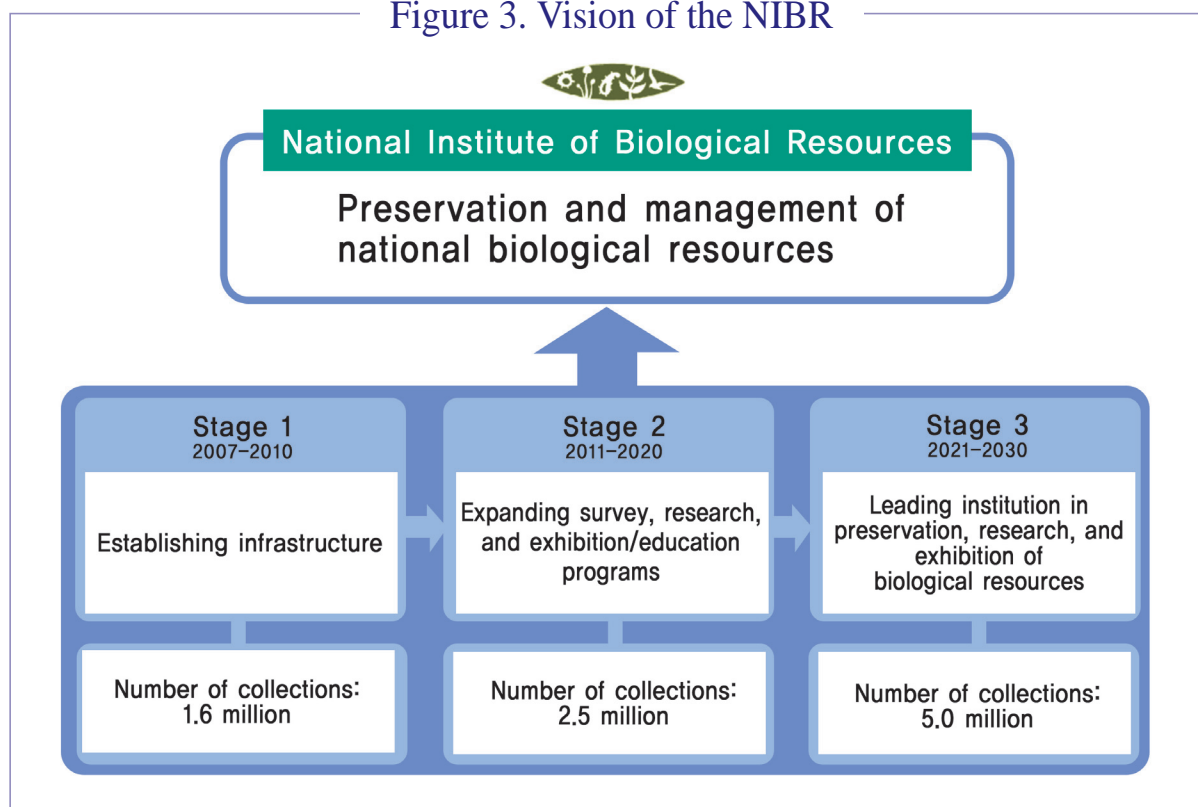 Figure 3. Vision of the NIBR
National Institute of Biological Resources
Preservation and management of
national biological resources
Stage 1
2007-2010
Establishing infrastructure
Number of collections:
1.6 million
Stage 2
2011-2020
Expanding survey, research,
and exhibition/education
programs
Number of collections:
2.5 million
Stage 3
2021-2030
Leading institution in
preservation, research, and
exhibition of
biological resources
Number of collections:
5.0 million